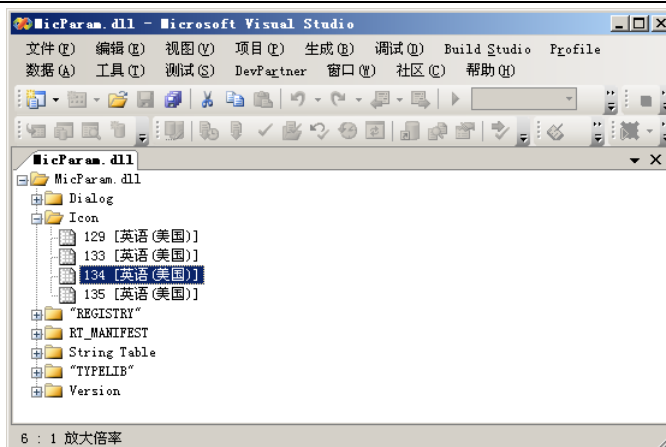 MicParam.dll - Microsoft Visual Studio
文件(F) 编辑(E) 视图(V) 项目(P) 生成(B) 调试(D) Build Studio Profile
数据(A) 工具(T) 测试(S) DevPartner 窗口(W) 社区(C) 帮助(H)
MicParam.dll
MicParam.dll
Dialog
Icon
129 [英语(美国)]
133 [英语(美国)]
134 [英语(美国)]
135 [英语(美国)]
"REGISTRY"
RT_MANIFEST
String Table
"TYPELIB"
Version
6 : 1 放大倍率